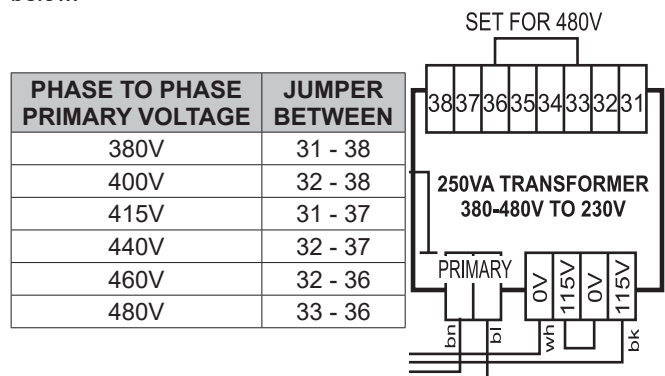 SET FOR 480V
PHASE TO PHASE PRIMARY VOLTAGE JUMPER BETWEEN
380V 31 - 38
400V 32 - 38
415V 31 - 37
440V 32 - 37
460V 32 - 36
480V 33 - 36
38 37 36 35 34 33 32 31
250VA TRANSFORMER
380-480V TO 230V
PRIMARY
0V 115V 0V 115V
bn bl wh bk